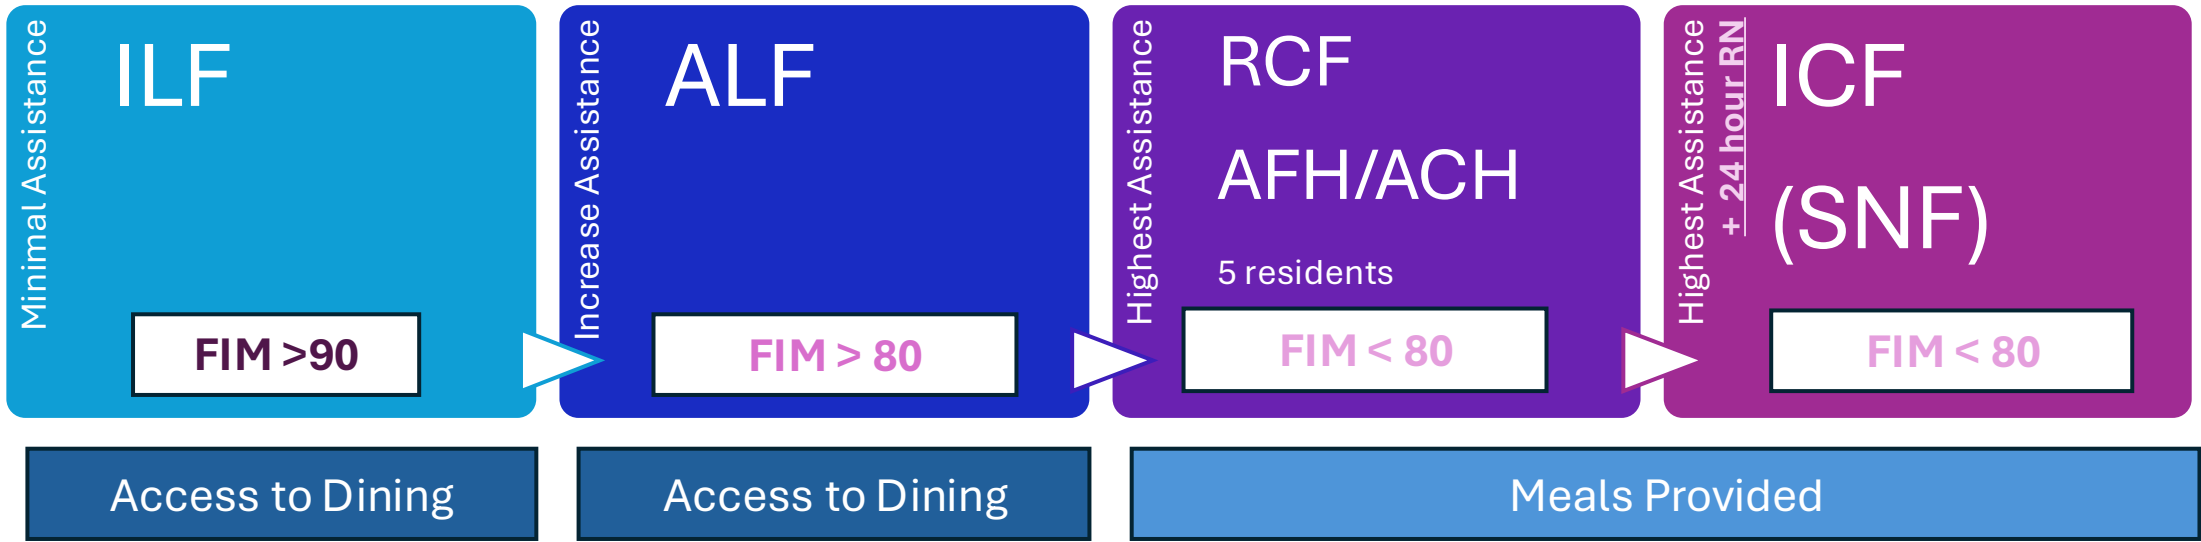 Minimal Assistance
ILF
FIM >90
Increase Assistance
ALF
FIM > 80
Highest Assistance
RCF
AFH/ACH
5 residents
FIM < 80
Highest Assistance
+ 24 hour RN
ICF
(SNF)
FIM < 80
Access to Dining
Access to Dining
Meals Provided